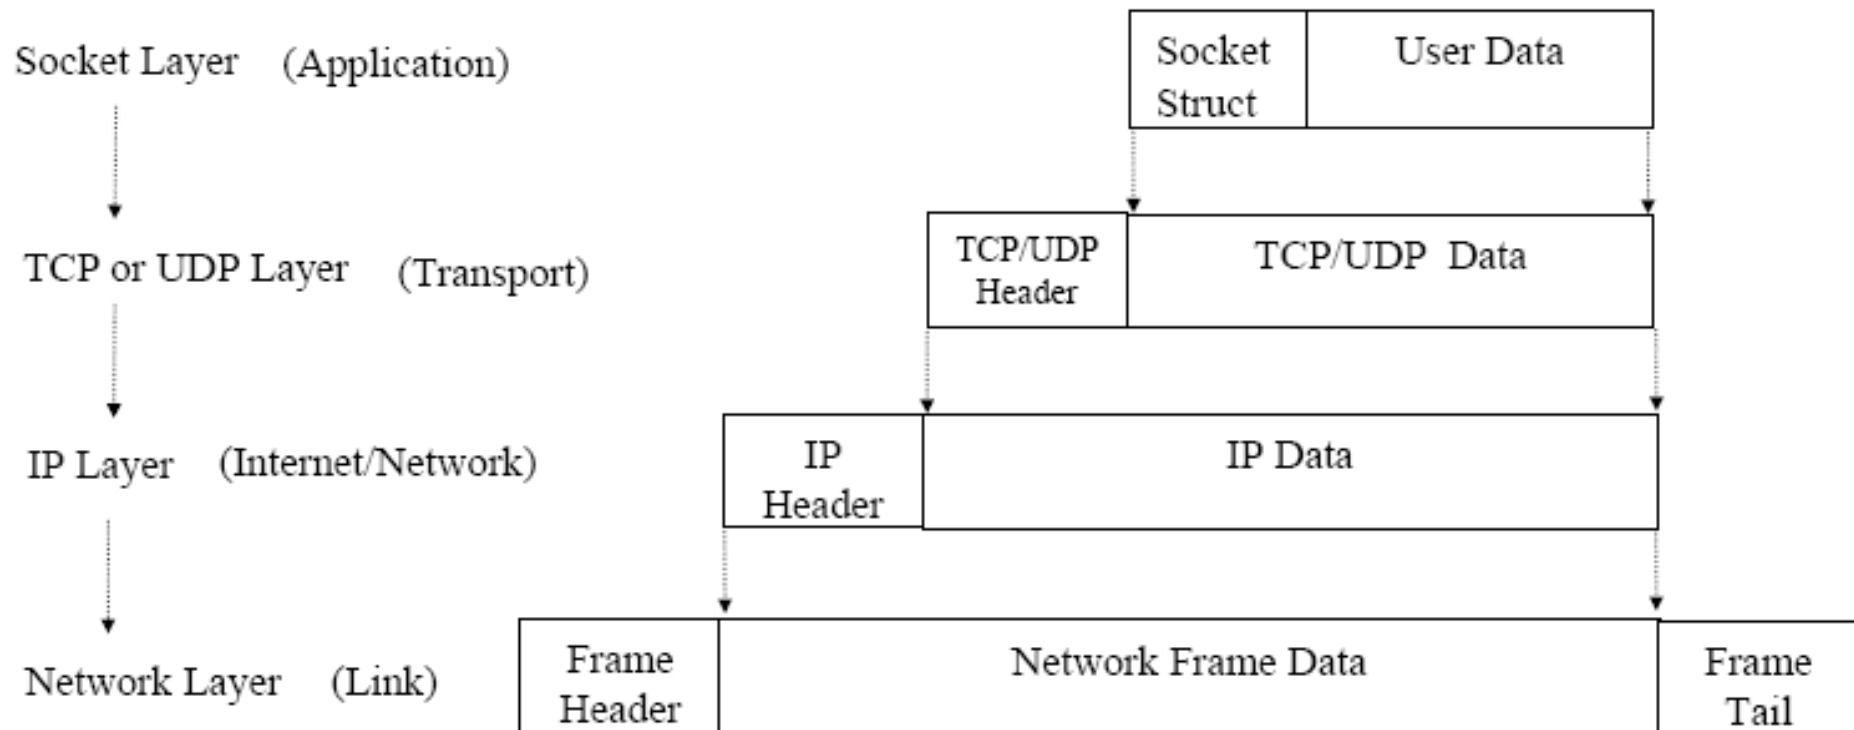 Socket Layer (Application)
Socket
Struct
User Data
TCP or UDP Layer (Transport)
TCP/UDP
Header
TCP/UDP Data
IP Layer (Internet/Network)
IP
Header
IP Data
Network Layer (Link)
Frame
Header
Network Frame Data
Frame
Tail